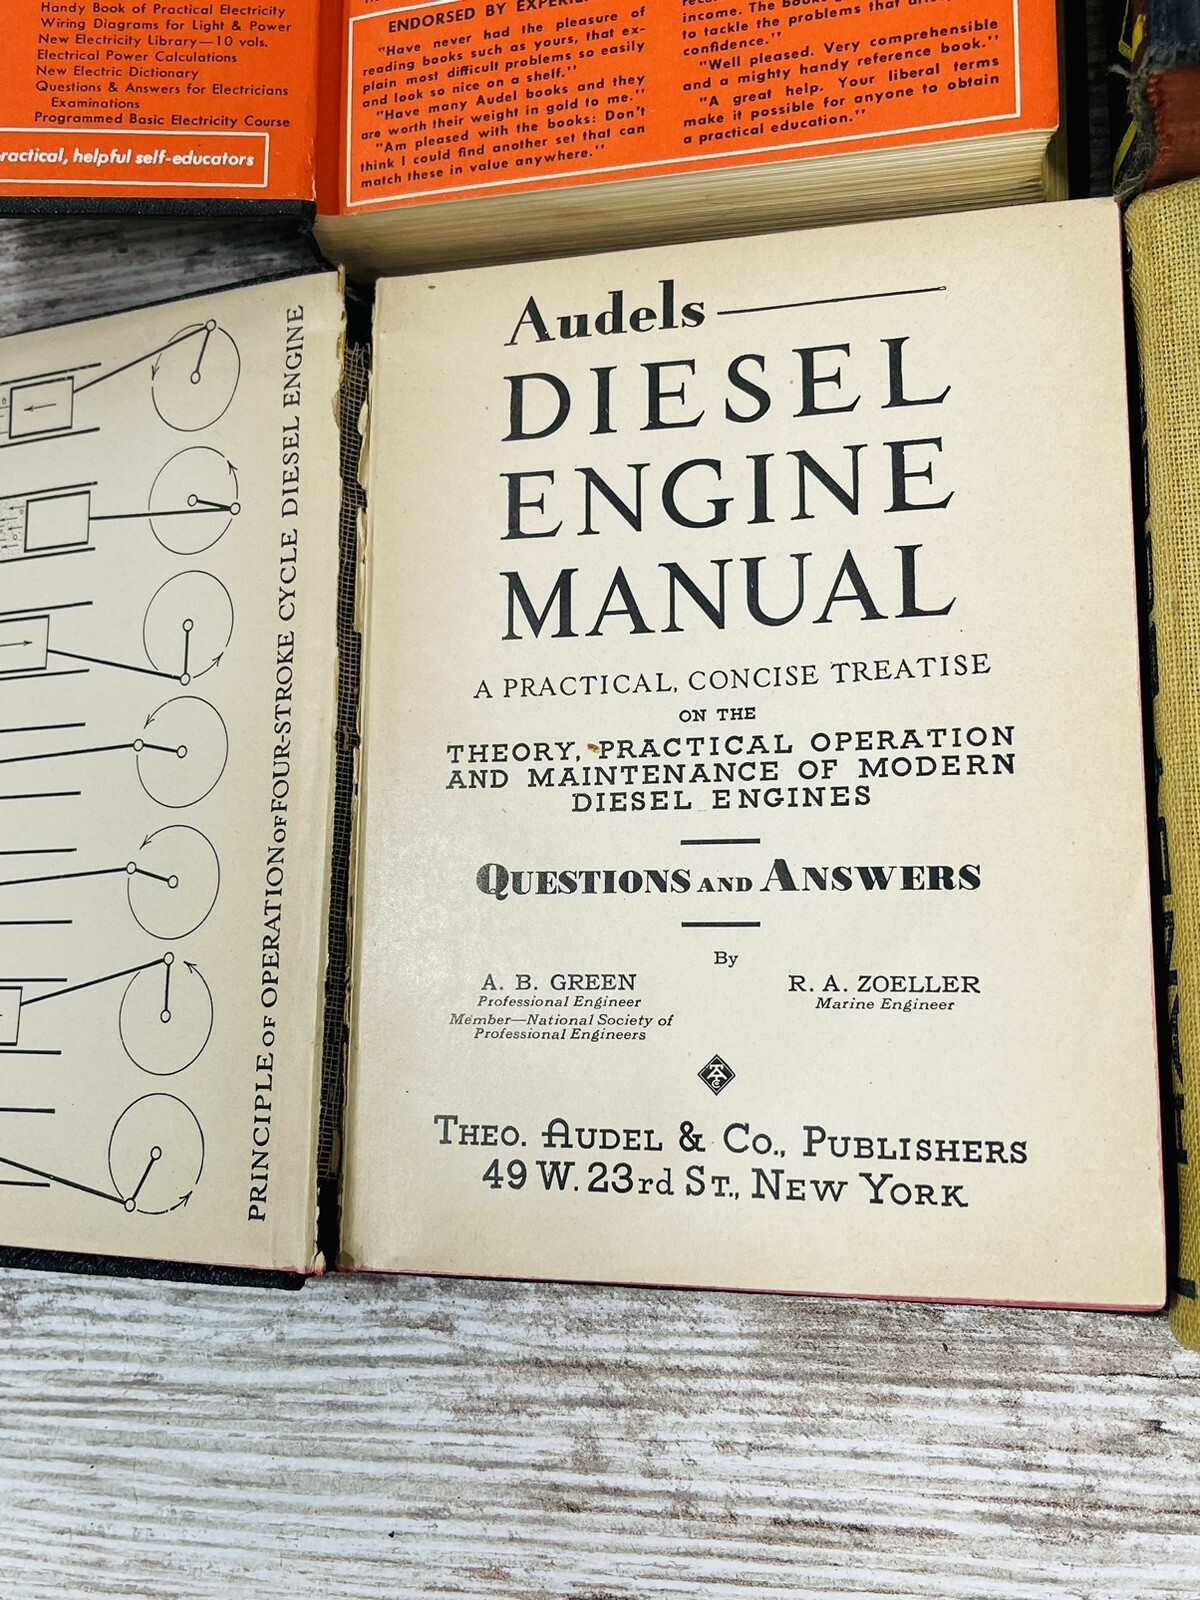 Handy Book of Practical Electricity
Wiring Diagrams for Light & Power
New Electricity Library—10 vols.
Electrical Power Calculations
New Electric Dictionary
Questions & Answers for Electricians
Examinations
Programmed Basic Electricity Course
practical, helpful self-educators
ENDORSED BY
"Have never had the pleasure of
reading books such as yours, that ex-
plain most difficult problems so easily
and look so nice on a shelf."
"Have many Audel books and they
are worth their weight in gold to me."
"Am pleased with the books: Don't
think I could find another set that can
match these in value anywhere."
income. The books
to tackle the problems that
confidence."
"Well pleased. Very comprehensible
and a mighty handy reference book."
"A great help. Your liberal terms
make it possible for anyone to obtain
a practical education."
PRINCIPLE OF OPERATION OF FOUR-STROKE CYCLE DIESEL ENGINE
Audels
DIESEL
ENGINE
MANUAL
A PRACTICAL, CONCISE TREATISE
ON THE
THEORY, PRACTICAL OPERATION
AND MAINTENANCE OF MODERN
DIESEL ENGINES
QUESTIONS AND ANSWERS
By
A. B. GREEN
Professional Engineer
Member—National Society of
Professional Engineers
R. A. ZOELLER
Marine Engineer
THEO. AUDEL & CO., PUBLISHERS
49 W. 23rd ST., NEW YORK